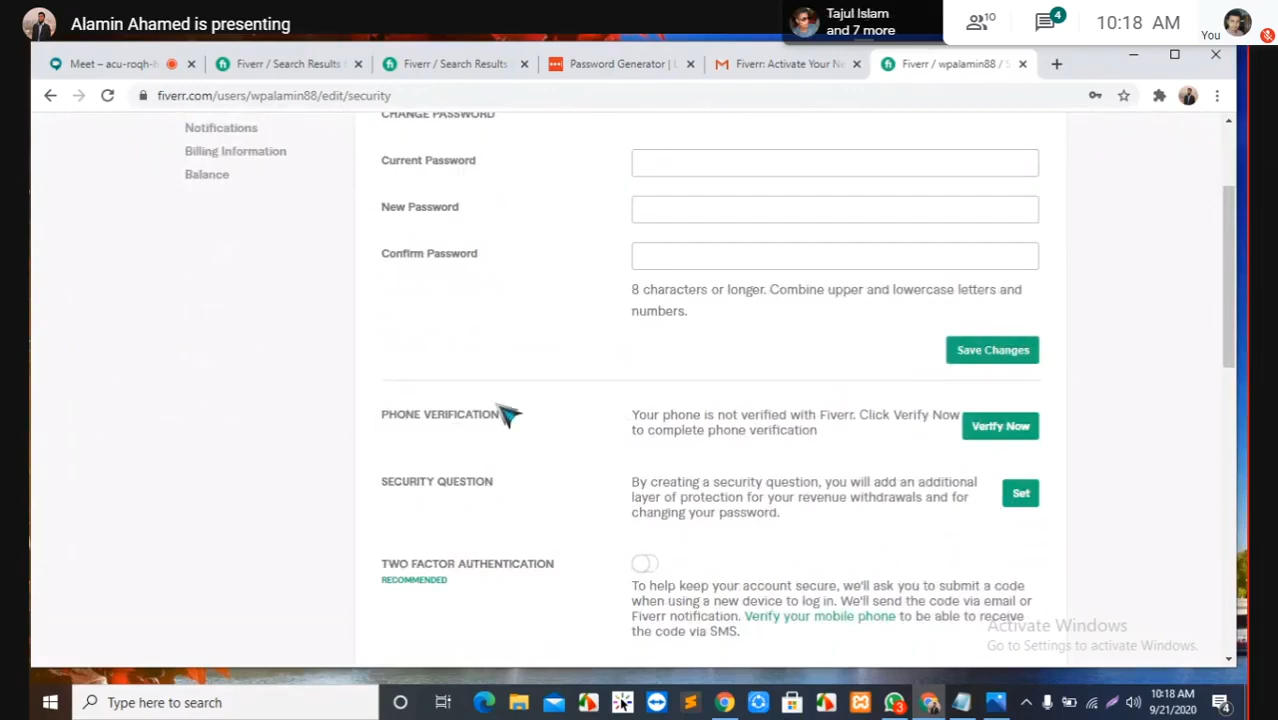 Alamin Ahamed is presenting
Tajul Islam
and 7 more
10
4
10:18 AM
You
Meet – acu-roqh-
Fiverr / Search Results
Fiverr / Search Results
Password Generator | L
Fiverr: Activate Your Ne
Fiverr / wpalamin88 / S
fiverr.com/users/wpalamin88/edit/security
CHANGE PASSWORD
Notifications
Billing Information
Balance
Current Password
New Password
Confirm Password
8 characters or longer. Combine upper and lowercase letters and
numbers.
Save Changes
PHONE VERIFICATION
Your phone is not verified with Fiverr. Click Verify Now
to complete phone verification
Verify Now
SECURITY QUESTION
By creating a security question, you will add an additional
layer of protection for your revenue withdrawals and for
changing your password.
Set
TWO FACTOR AUTHENTICATION
RECOMMENDED
To help keep your account secure, we'll ask you to submit a code
when using a new device to log in. We'll send the code via email or
Fiverr notification. Verify your mobile phone to be able to receive
the code via SMS.
Activate Windows
Go to Settings to activate Windows.
Type here to search
3
10:18 AM
9/21/2020
4